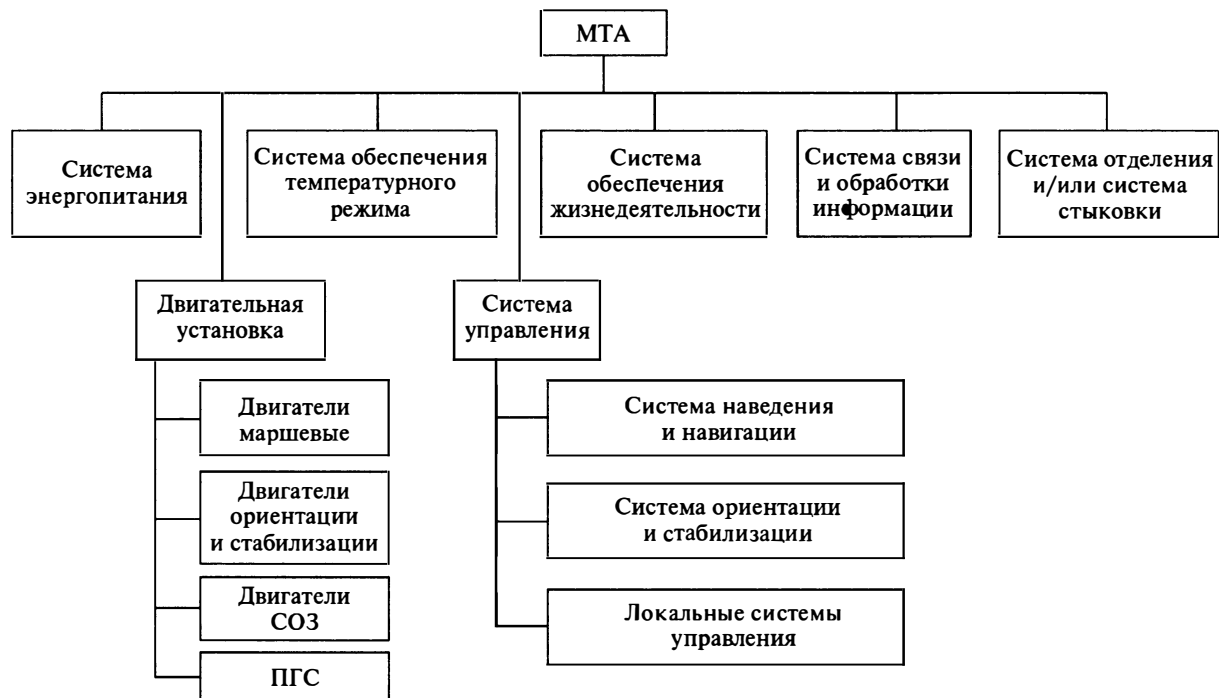 МТА
Система
энергопитания
Система обеспечения
температурного
режима
Система
обеспечения
жизнедеятельности
Система связи
и обработки
информации
Система отделения
и/или система
стыковки
Двигательная
установка
Система
управления
Двигатели
маршевые
Двигатели
ориентации
и стабилизации
Двигатели
СОЗ
ПГС
Система наведения
и навигации
Система ориентации
и стабилизации
Локальные системы
управления